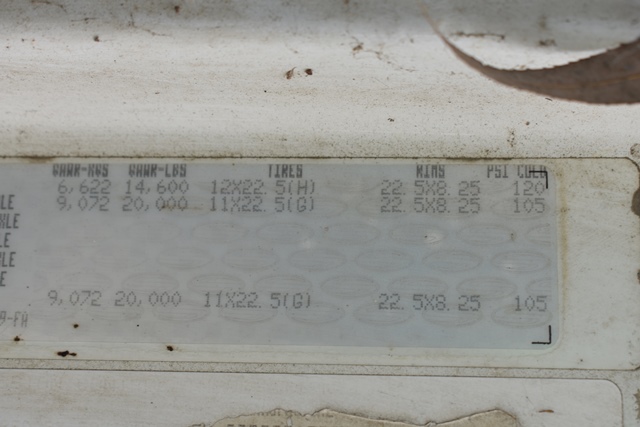 GAWR-KGS GAWR-LBS TIRES RIMS PSI COLD
6,622 14,600 12X22.5(H) 22.5X8.25 120
LE 9,072 20,000 11X22.5(G) 22.5X8.25 105
XLE
LE
LE
E
9,072 20,000 11X22.5(G) 22.5X8.25 105